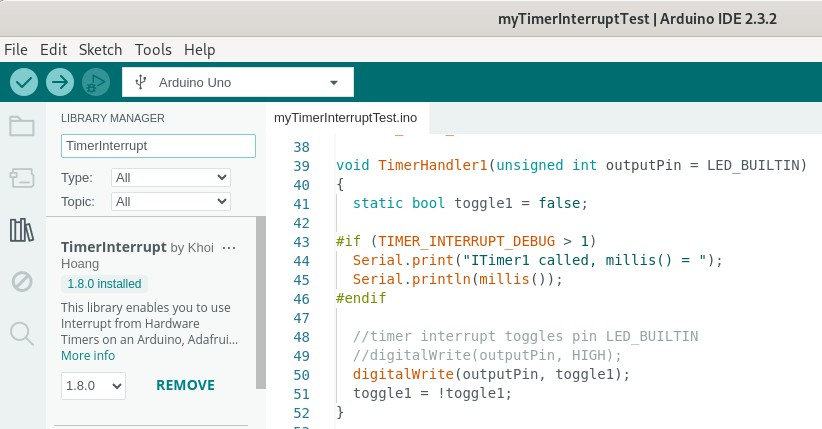 myTimerInterruptTest | Arduino IDE 2.3.2
File Edit Sketch Tools Help
Arduino Uno
LIBRARY MANAGER
TimerInterrupt
Type: All
Topic: All
TimerInterrupt by Khoi
Hoang
1.8.0 installed
This library enables you to use
Interrupt from Hardware
Timers on an Arduino, Adafrui...
More info
1.8.0 REMOVE
myTimerInterruptTest.ino
38
39 void TimerHandler1(unsigned int outputPin = LED_BUILTIN)
40 {
41   static bool toggle1 = false;
42
43 #if (TIMER_INTERRUPT_DEBUG > 1)
44   Serial.print("ITimer1 called, millis() = ");
45   Serial.println(millis());
46 #endif
47
48   //timer interrupt toggles pin LED_BUILTIN
49   //digitalWrite(outputPin, HIGH);
50   digitalWrite(outputPin, toggle1);
51   toggle1 = !toggle1;
52 }